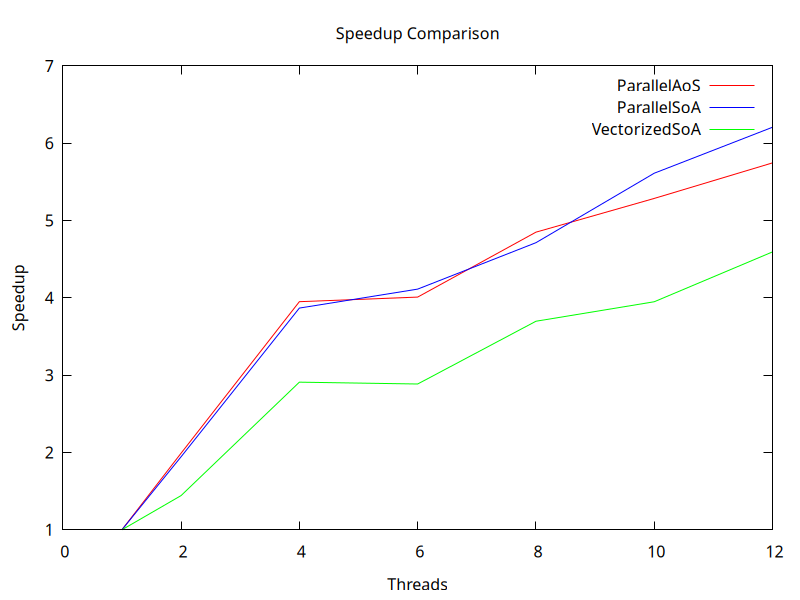 Speedup Comparison
7
6
5
4
3
2
1
Speedup
ParallelAoS
ParallelSoA
VectorizedSoA
0 2 4 6 8 10 12
Threads